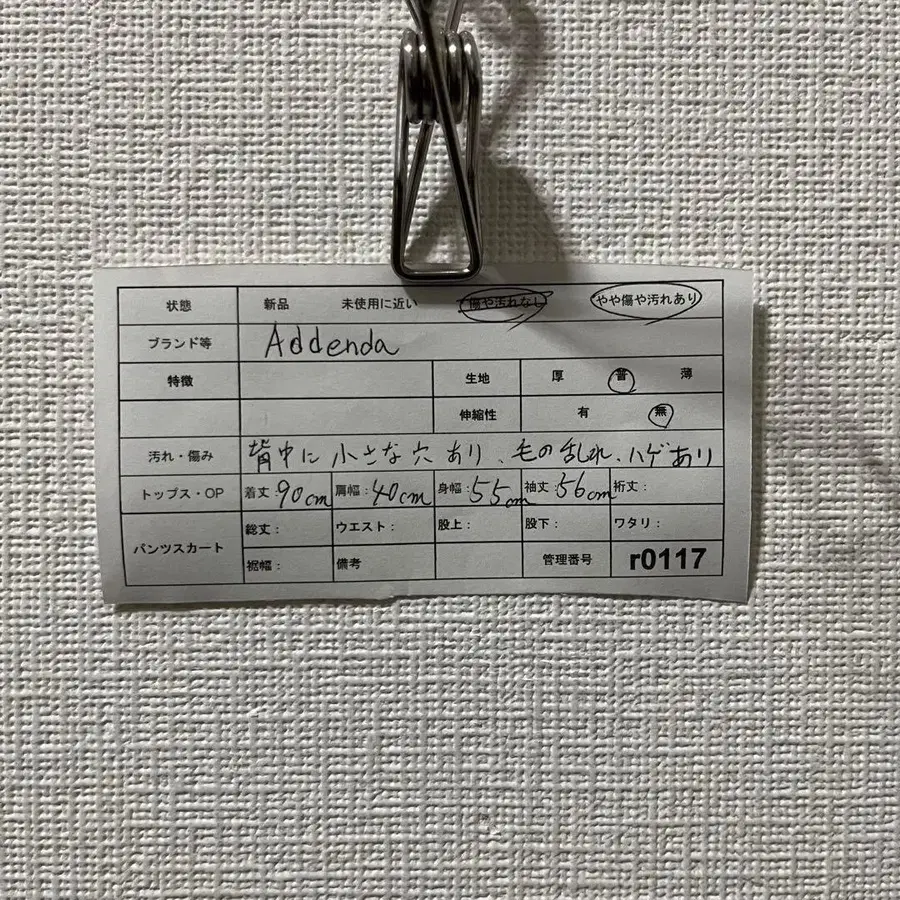 状態 新品 未使用に近い 傷や汚れなし やや傷や汚れあり
ブランド等 Addenda
特徴 生地 厚 普 薄
伸縮性 有 無
汚れ・傷み 背中に小さな穴あり、毛の乱れ、ハゲあり
トップス・OP 着丈:90cm 肩幅:40cm 身幅:55cm 袖丈:56cm 裄丈:
パンツスカート 総丈: ウエスト: 股上: 股下: ワタリ:
裾幅: 備考 管理番号 r0117